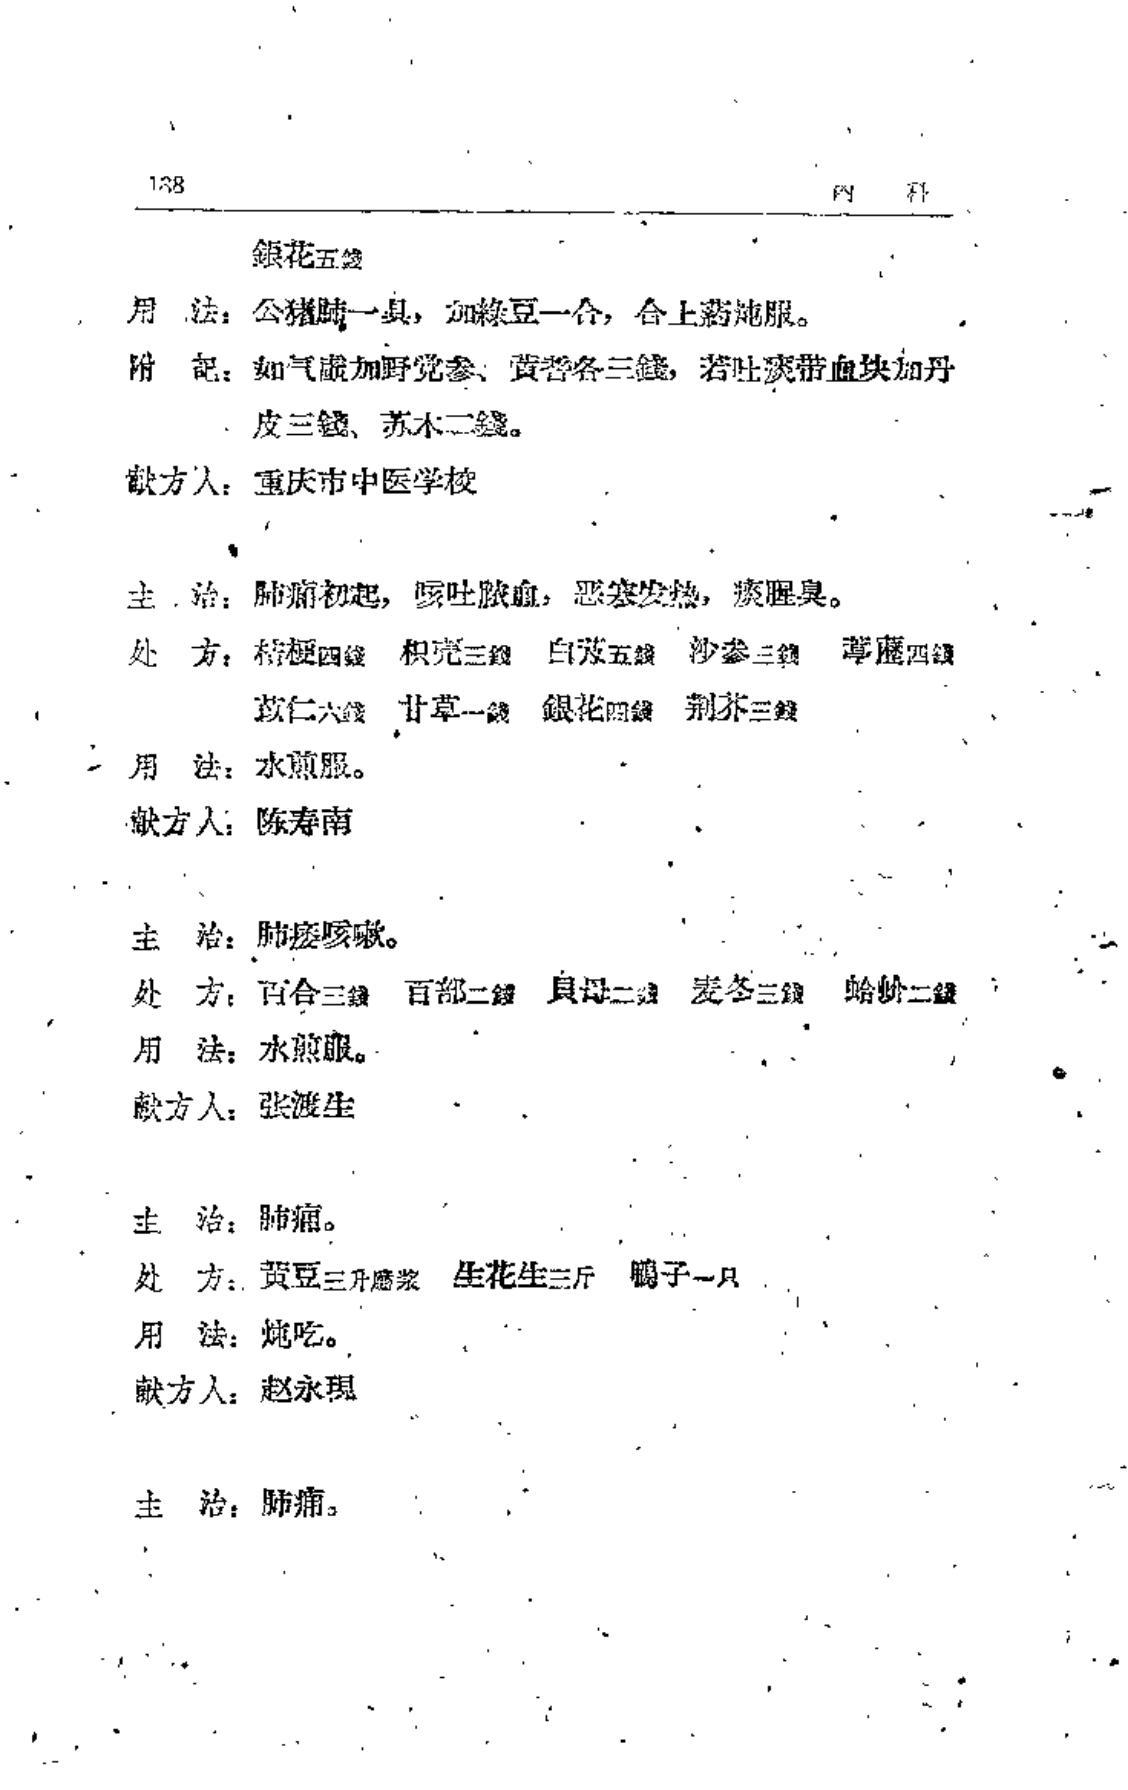 188 内 科
銀花五錢
用 法：公猪肺一具，加綠豆一合，合上葯炖服。
附 記：如气虛加野党参、黄芪各三錢，若吐痰带血块加丹
皮三錢、苏木二錢。
献方人：重庆市中医学校
主 治：肺痈初起，咳吐脓血，恶寒发热，痰腥臭。
处 方：桔梗四錢 枳壳三錢 白芨五錢 沙参三錢 葶藶四錢
苡仁六錢 甘草一錢 銀花四錢 荆芥三錢
用 法：水煎服。
献方人：陈寿南
主 治：肺痿咳嗽。
处 方：百合三錢 百部二錢 貝母二錢 麦冬三錢 蛤蚧二錢
用 法：水煎服。
献方人：张渡生
主 治：肺痈。
处 方：黄豆三升磨浆 生花生三斤 鴨子一只
用 法：炖吃。
献方人：赵永現
主 治：肺痈。